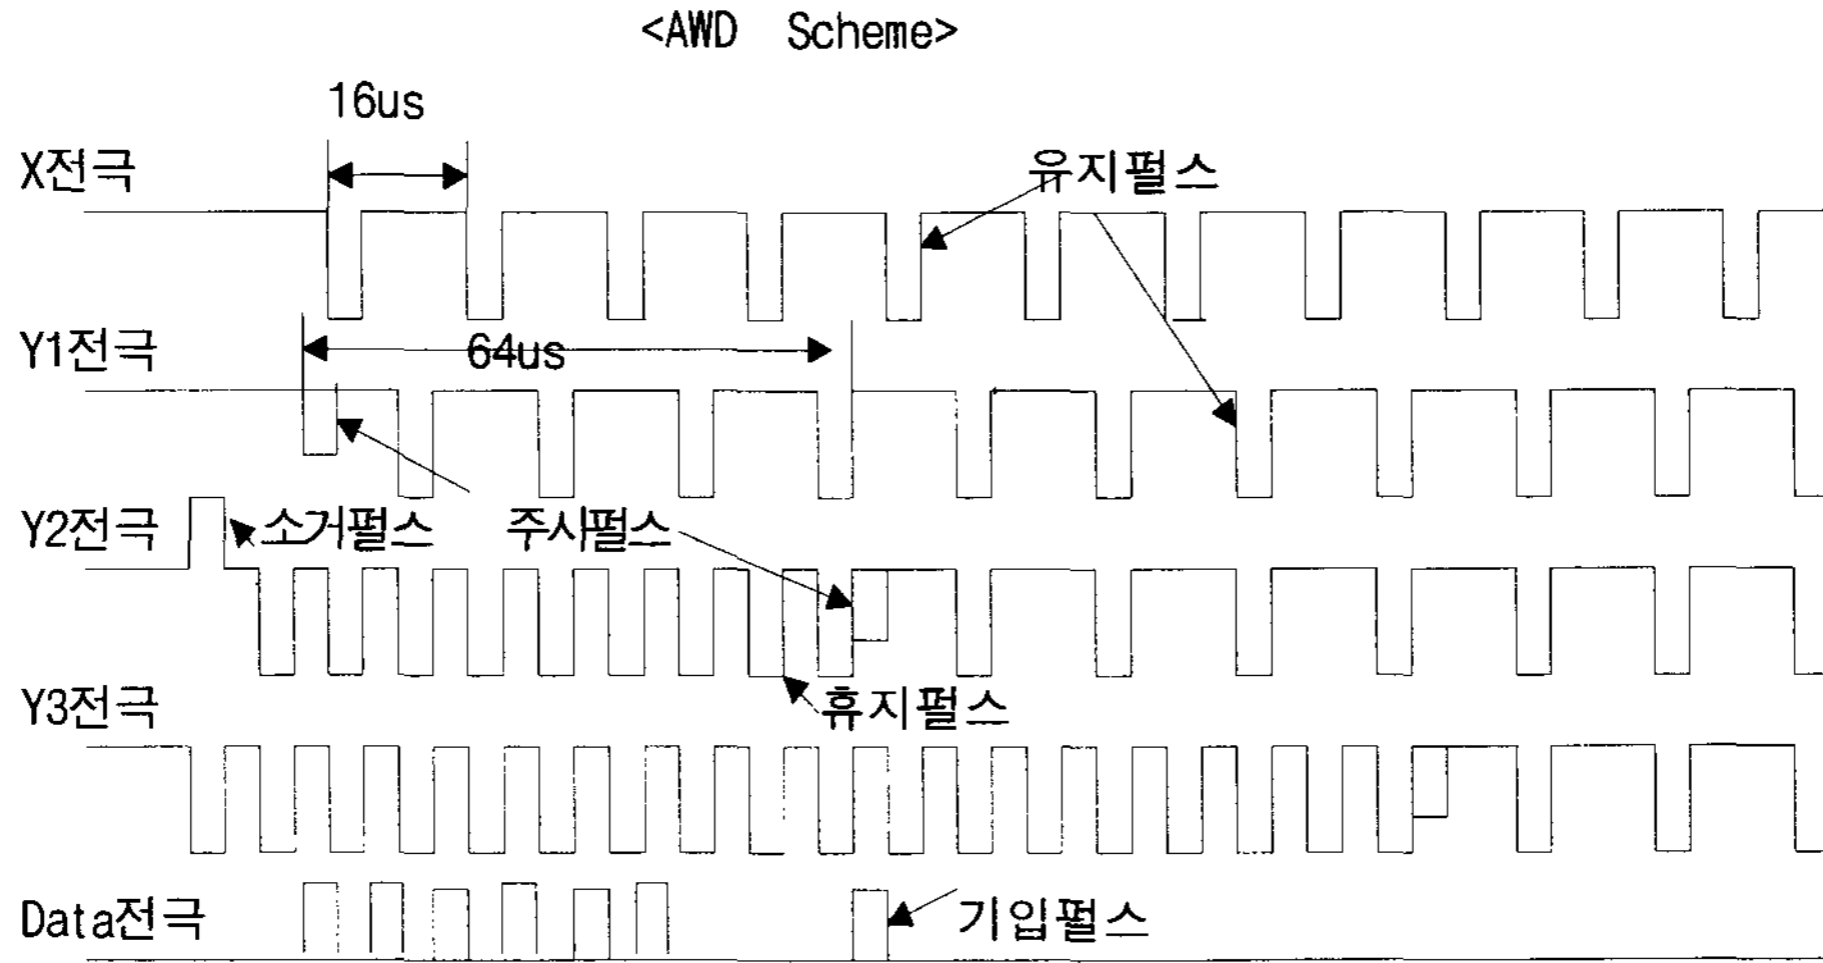 <AWD Scheme>
16us
X전극
유지펄스
Y1전극
64us
Y2전극
소거펄스
주사펄스
Y3전극
휴지펄스
Data전극
기입펄스